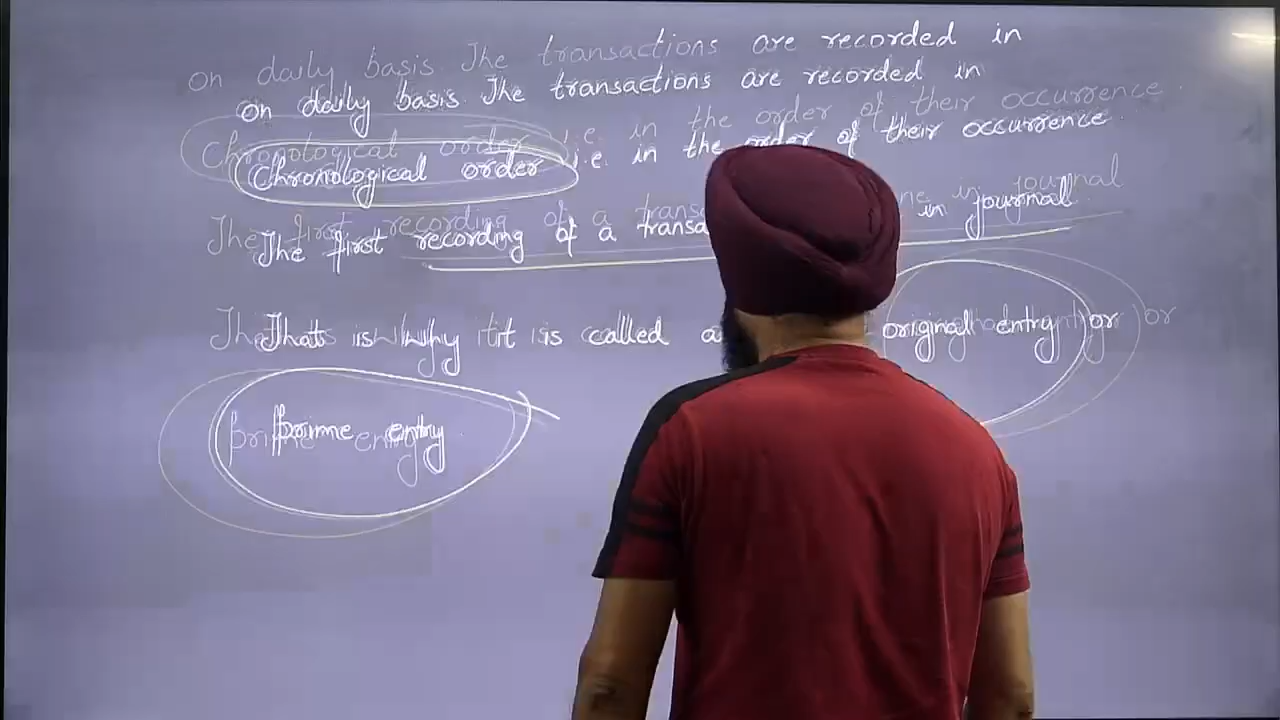 on daily basis. The transactions are recorded in
Chronological order i.e. in the order of their occurrence.
The first recording of a transa in journal
That is why it is called a original entry or
prime entry.